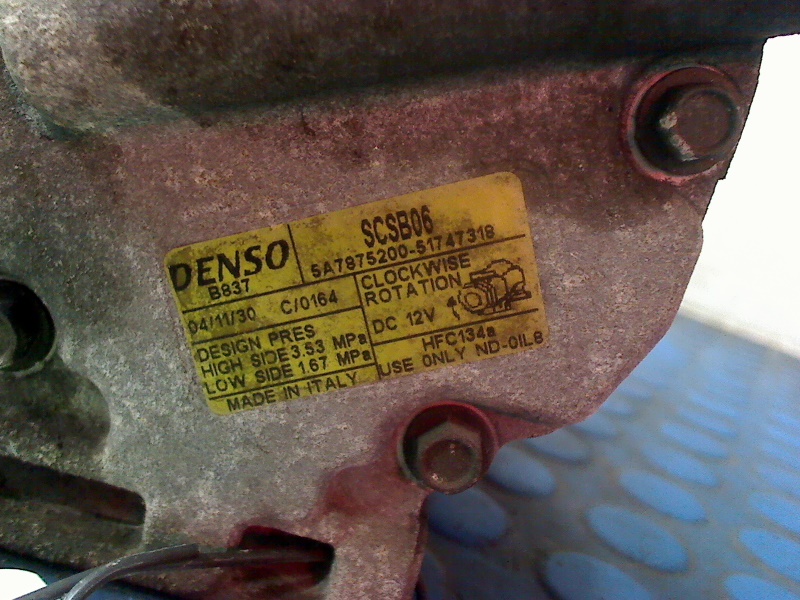 DENSO
B837
SCSB06
5A7875200-51747318
04/11/30 C/0164
CLOCKWISE
ROTATION
DC 12V
DESIGN PRES
HIGH SIDE 3.53 MPa
LOW SIDE 1.67 MPa
HFC134a
USE ONLY ND-OIL8
MADE IN ITALY